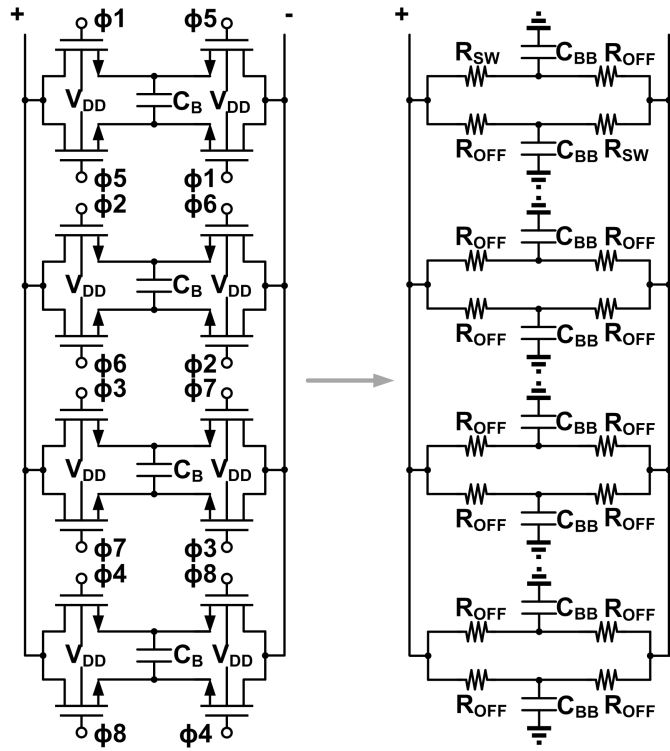 + ϕ1 ϕ5 -
V_DD C_B V_DD
ϕ5 ϕ1
ϕ2 ϕ6
V_DD C_B V_DD
ϕ6 ϕ2
ϕ3 ϕ7
V_DD C_B V_DD
ϕ7 ϕ3
ϕ4 ϕ8
V_DD C_B V_DD
ϕ8 ϕ4
+
R_SW C_BB R_OFF
R_OFF C_BB R_SW
R_OFF C_BB R_OFF
R_OFF C_BB R_OFF
R_OFF C_BB R_OFF
R_OFF C_BB R_OFF
R_OFF C_BB R_OFF
R_OFF C_BB R_OFF